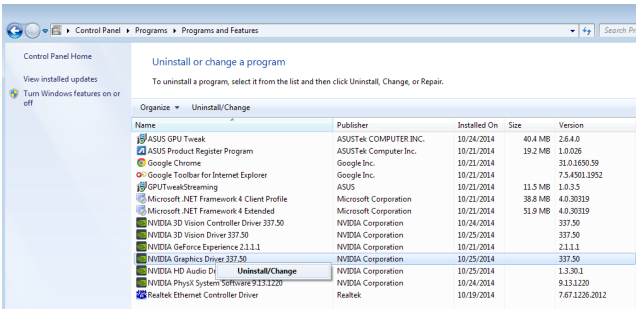 Control Panel ▸ Programs ▸ Programs and Features
Search Pr
Control Panel Home
View installed updates
Turn Windows features on or off
Uninstall or change a program
To uninstall a program, select it from the list and then click Uninstall, Change, or Repair.
Organize Uninstall/Change
Name Publisher Installed On Size Version
ASUS GPU Tweak ASUSTek COMPUTER INC. 10/24/2014 40.4 MB 2.6.4.0
ASUS Product Register Program ASUSTek Computer Inc. 10/21/2014 19.2 MB 1.0.026
Google Chrome Google Inc. 10/21/2014 31.0.1650.59
Google Toolbar for Internet Explorer Google Inc. 10/21/2014 7.5.4501.1952
GPUTweakStreaming ASUS 10/21/2014 11.5 MB 1.0.3.5
Microsoft .NET Framework 4 Client Profile Microsoft Corporation 10/21/2014 38.8 MB 4.0.30319
Microsoft .NET Framework 4 Extended Microsoft Corporation 10/21/2014 51.9 MB 4.0.30319
NVIDIA 3D Vision Controller Driver 337.50 NVIDIA Corporation 10/24/2014 337.50
NVIDIA 3D Vision Driver 337.50 NVIDIA Corporation 10/25/2014 337.50
NVIDIA GeForce Experience 2.1.1.1 NVIDIA Corporation 10/21/2014 2.1.1.1
NVIDIA Graphics Driver 337.50 NVIDIA Corporation 10/25/2014 337.50
NVIDIA HD Audio Dr Uninstall/Change NVIDIA Corporation 10/25/2014 1.3.30.1
NVIDIA PhysX System Software 9.13.1220 NVIDIA Corporation 10/24/2014 9.13.1220
Realtek Ethernet Controller Driver Realtek 10/19/2014 7.67.1226.2012